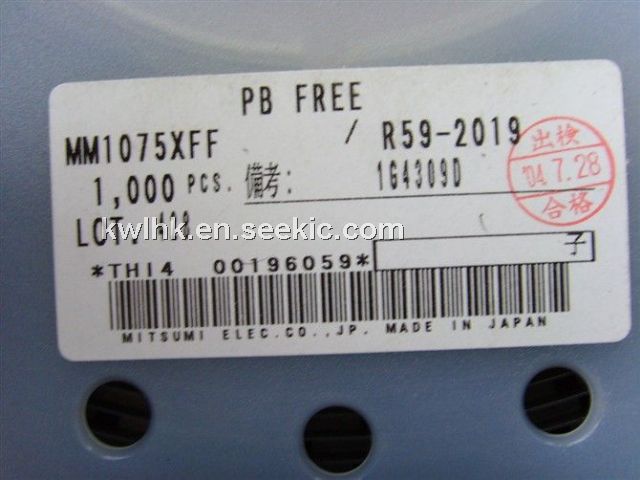 PB FREE
MM1075XFF / R59-2019
1,000 PCS. 備考: 1G4309D
LOT.
kwlhk.en.seekic.com
*THI4 00196059* 子
MITSUMI ELEC.CO.,JP. MADE IN JAPAN
出検
'04.7.28
合格